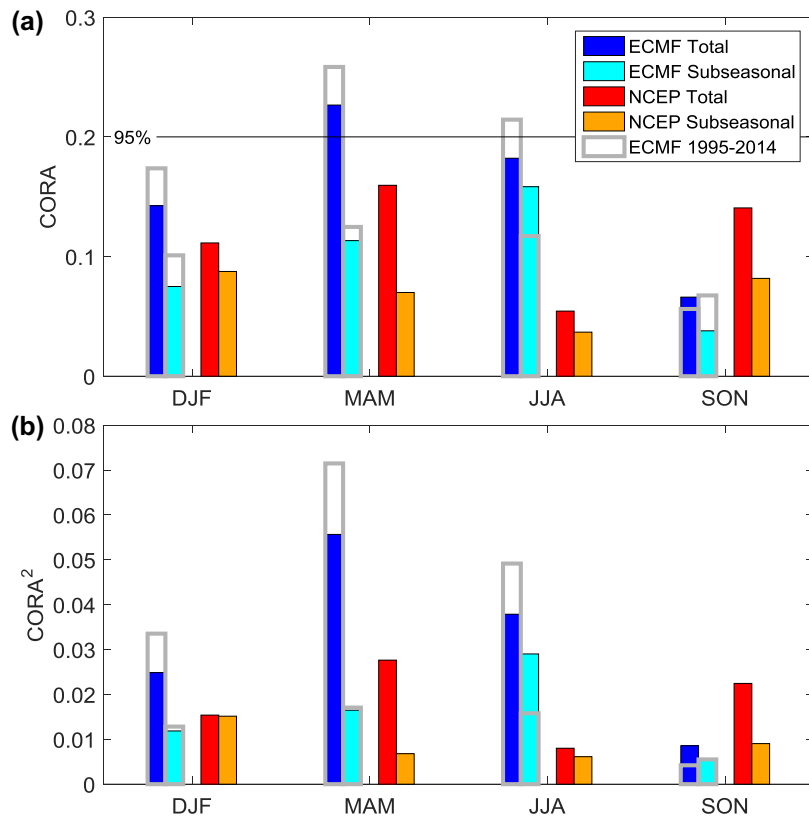 (a)
0.3
0.2
0.1
0
CORA
95%
ECMF Total
ECMF Subseasonal
NCEP Total
NCEP Subseasonal
ECMF 1995-2014
DJF MAM JJA SON
(b)
0.08
0.07
0.06
0.05
0.04
0.03
0.02
0.01
0
CORA²
DJF MAM JJA SON